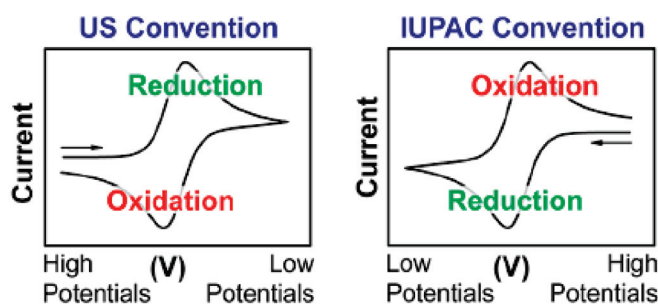 US Convention
Current
Reduction
Oxidation
High Potentials
(V)
Low Potentials
IUPAC Convention
Current
Oxidation
Reduction
Low Potentials
(V)
High Potentials